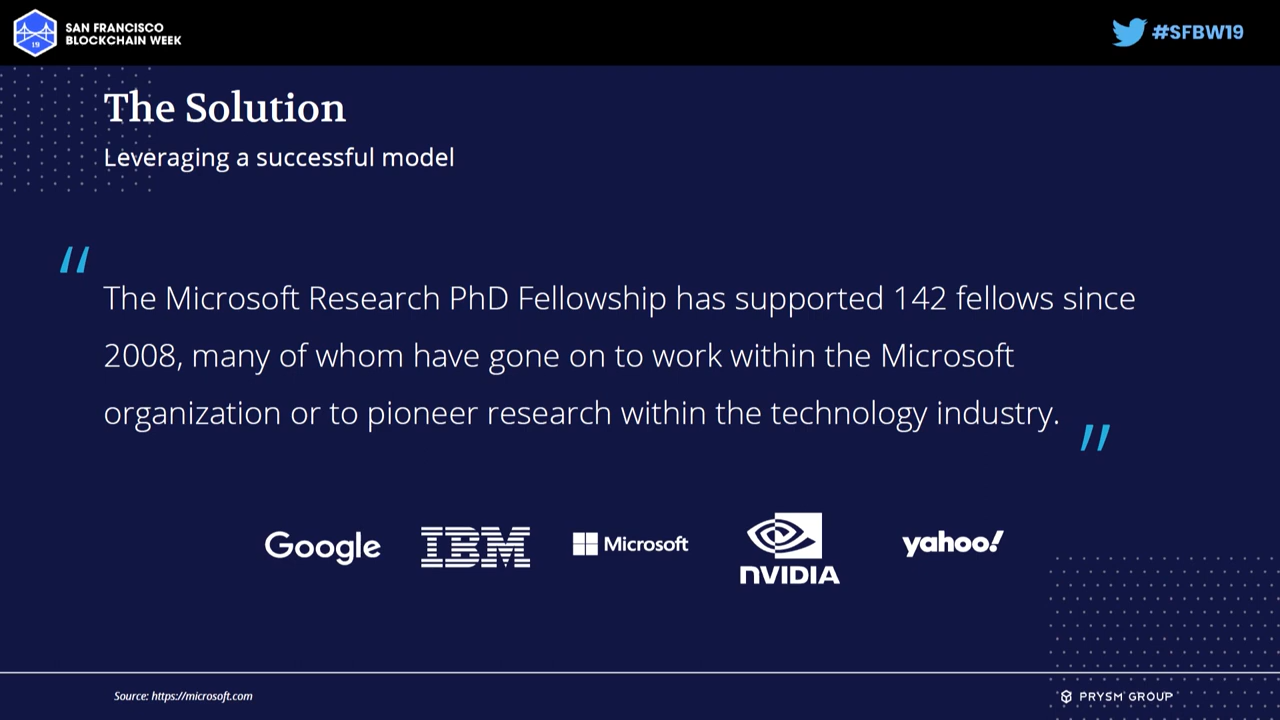 SAN FRANCISCO
BLOCKCHAIN WEEK
19
#SFBW19
The Solution
Leveraging a successful model
“
The Microsoft Research PhD Fellowship has supported 142 fellows since
2008, many of whom have gone on to work within the Microsoft
organization or to pioneer research within the technology industry.
”
Google
IBM
Microsoft
NVIDIA
yahoo!
Source: https://microsoft.com
PRYSM GROUP